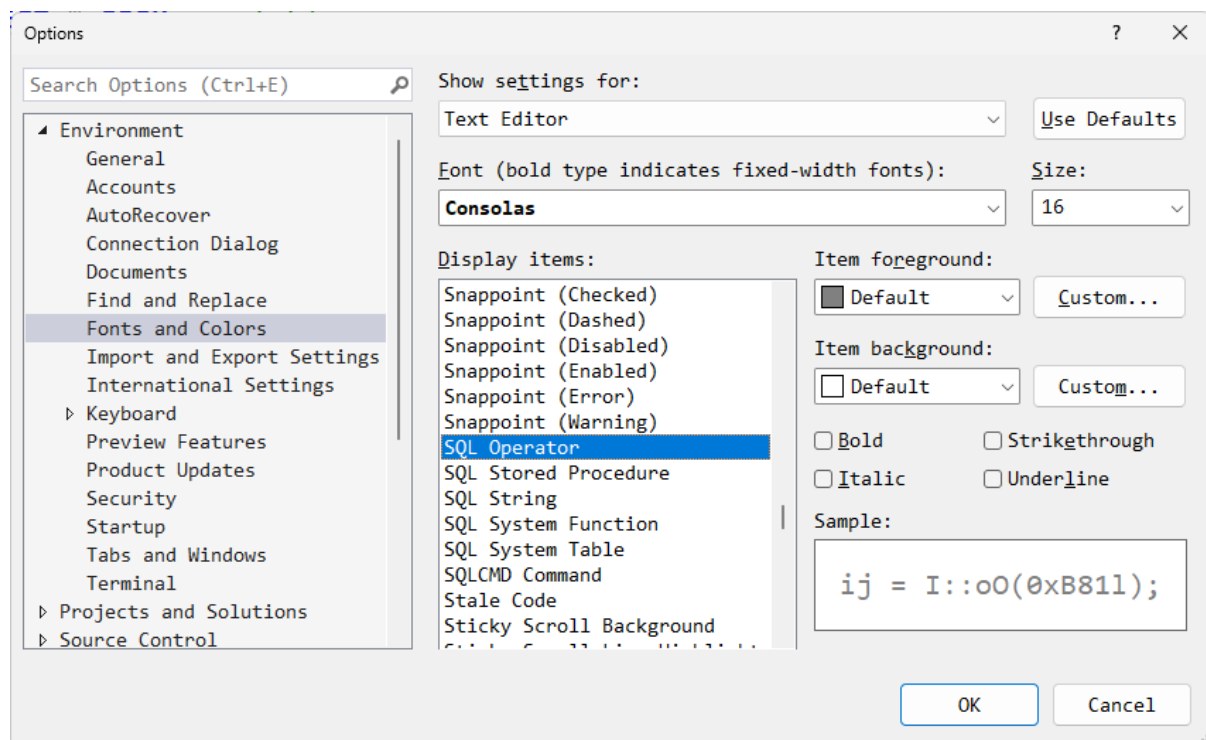 Options
?
Search Options (Ctrl+E)
Environment
General
Accounts
AutoRecover
Connection Dialog
Documents
Find and Replace
Fonts and Colors
Import and Export Settings
International Settings
Keyboard
Preview Features
Product Updates
Security
Startup
Tabs and Windows
Terminal
Projects and Solutions
Source Control
Show settings for:
Text Editor
Use Defaults
Font (bold type indicates fixed-width fonts):
Size:
Consolas
16
Display items:
Snappoint (Checked)
Snappoint (Dashed)
Snappoint (Disabled)
Snappoint (Enabled)
Snappoint (Error)
Snappoint (Warning)
SQL Operator
SQL Stored Procedure
SQL String
SQL System Function
SQL System Table
SQLCMD Command
Stale Code
Sticky Scroll Background
Item foreground:
Default
Custom...
Item background:
Default
Custom...
Bold
Strikethrough
Italic
Underline
Sample:
ij = I::oO(0xB81l);
OK
Cancel